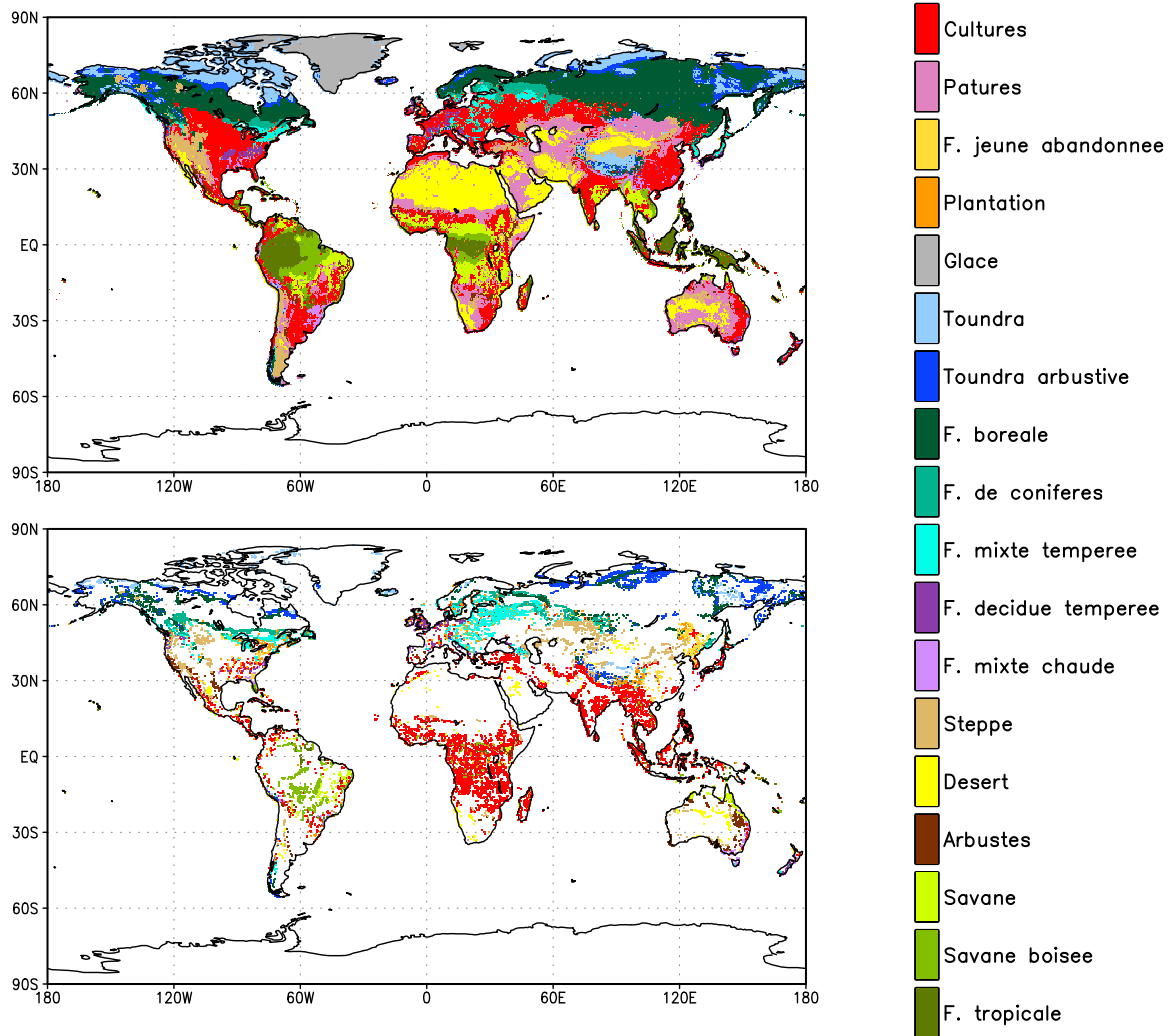 90N
60N
30N
EQ
30S
60S
90S
180
120W
60W
0
60E
120E
180
90N
60N
30N
EQ
30S
60S
90S
180
120W
60W
0
60E
120E
180
Cultures
Patures
F. jeune abandonnee
Plantation
Glace
Toundra
Toundra arbustive
F. boreale
F. de coniferes
F. mixte temperee
F. decidue temperee
F. mixte chaude
Steppe
Desert
Arbustes
Savane
Savane boisee
F. tropicale